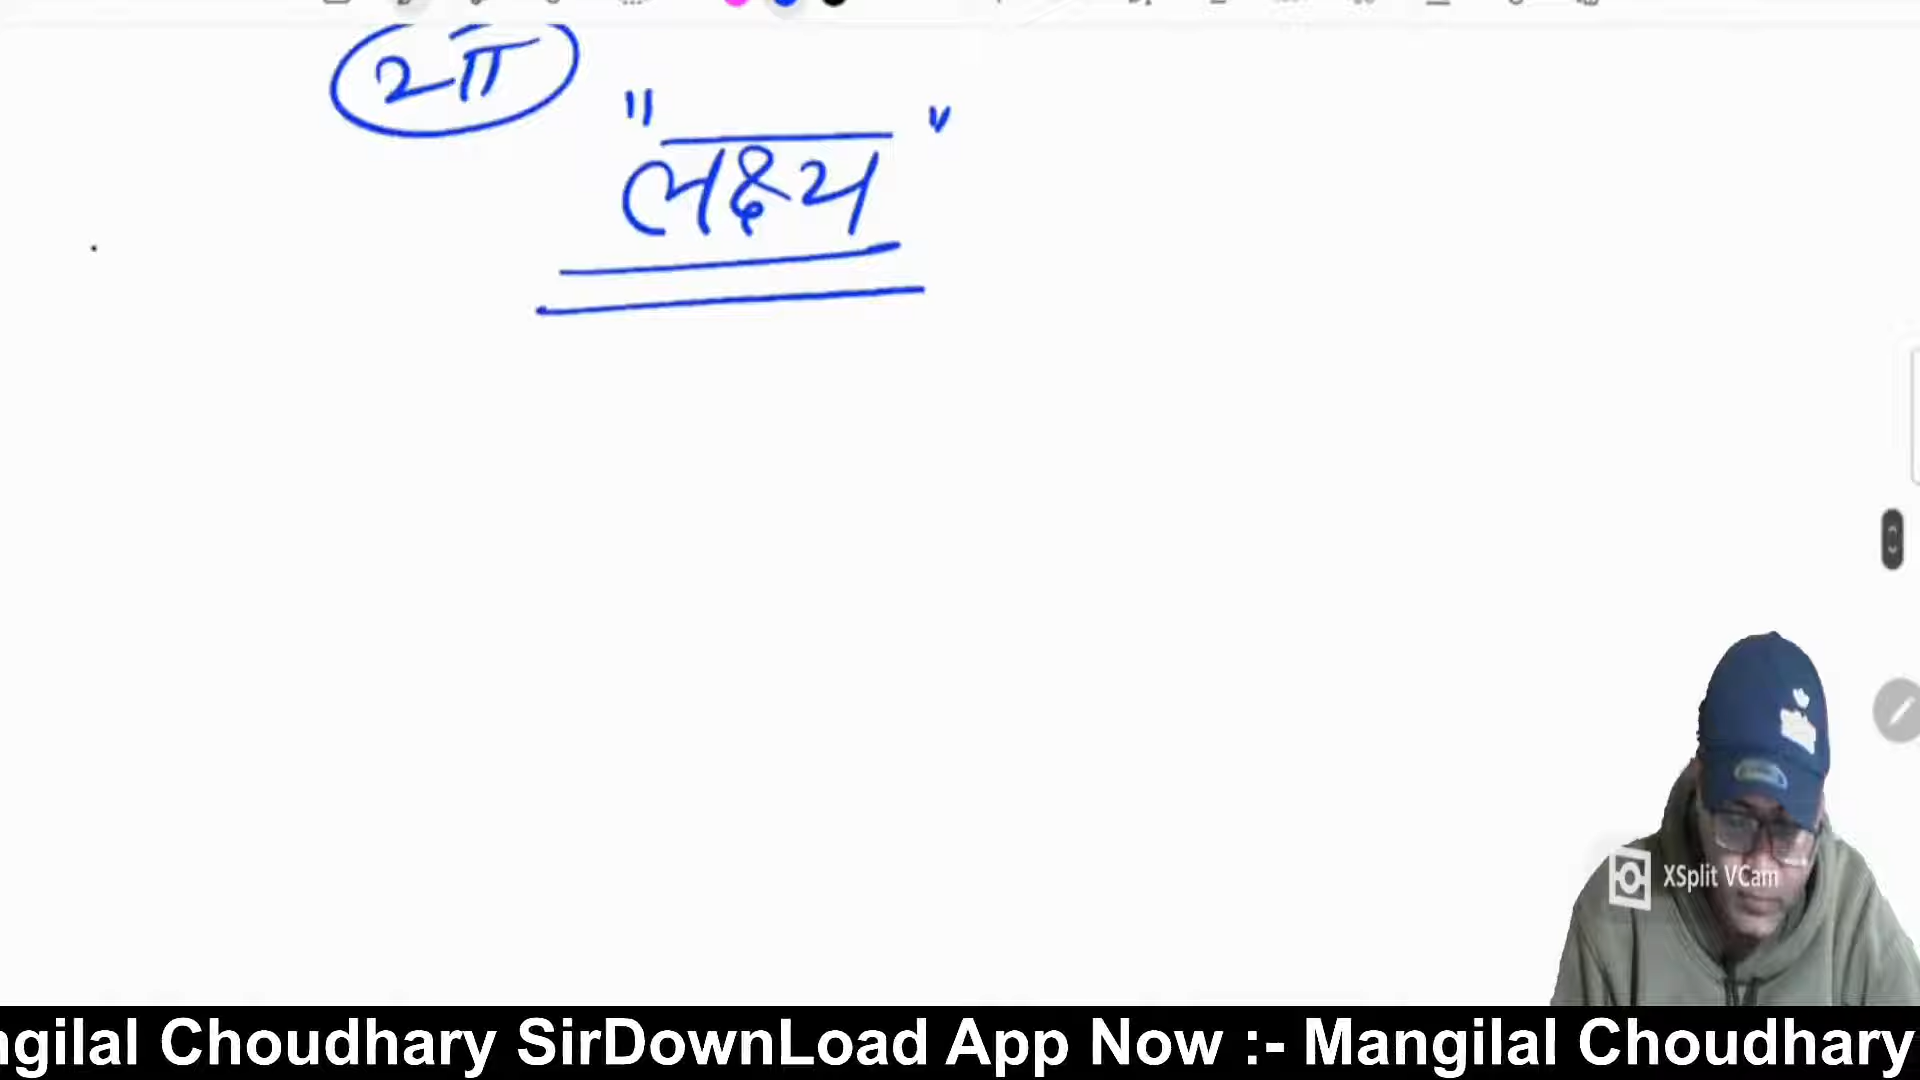 2π
"लक्ष्य"
XSplit VCam
ngilal Choudhary SirDownLoad App Now :- Mangilal Choudhary